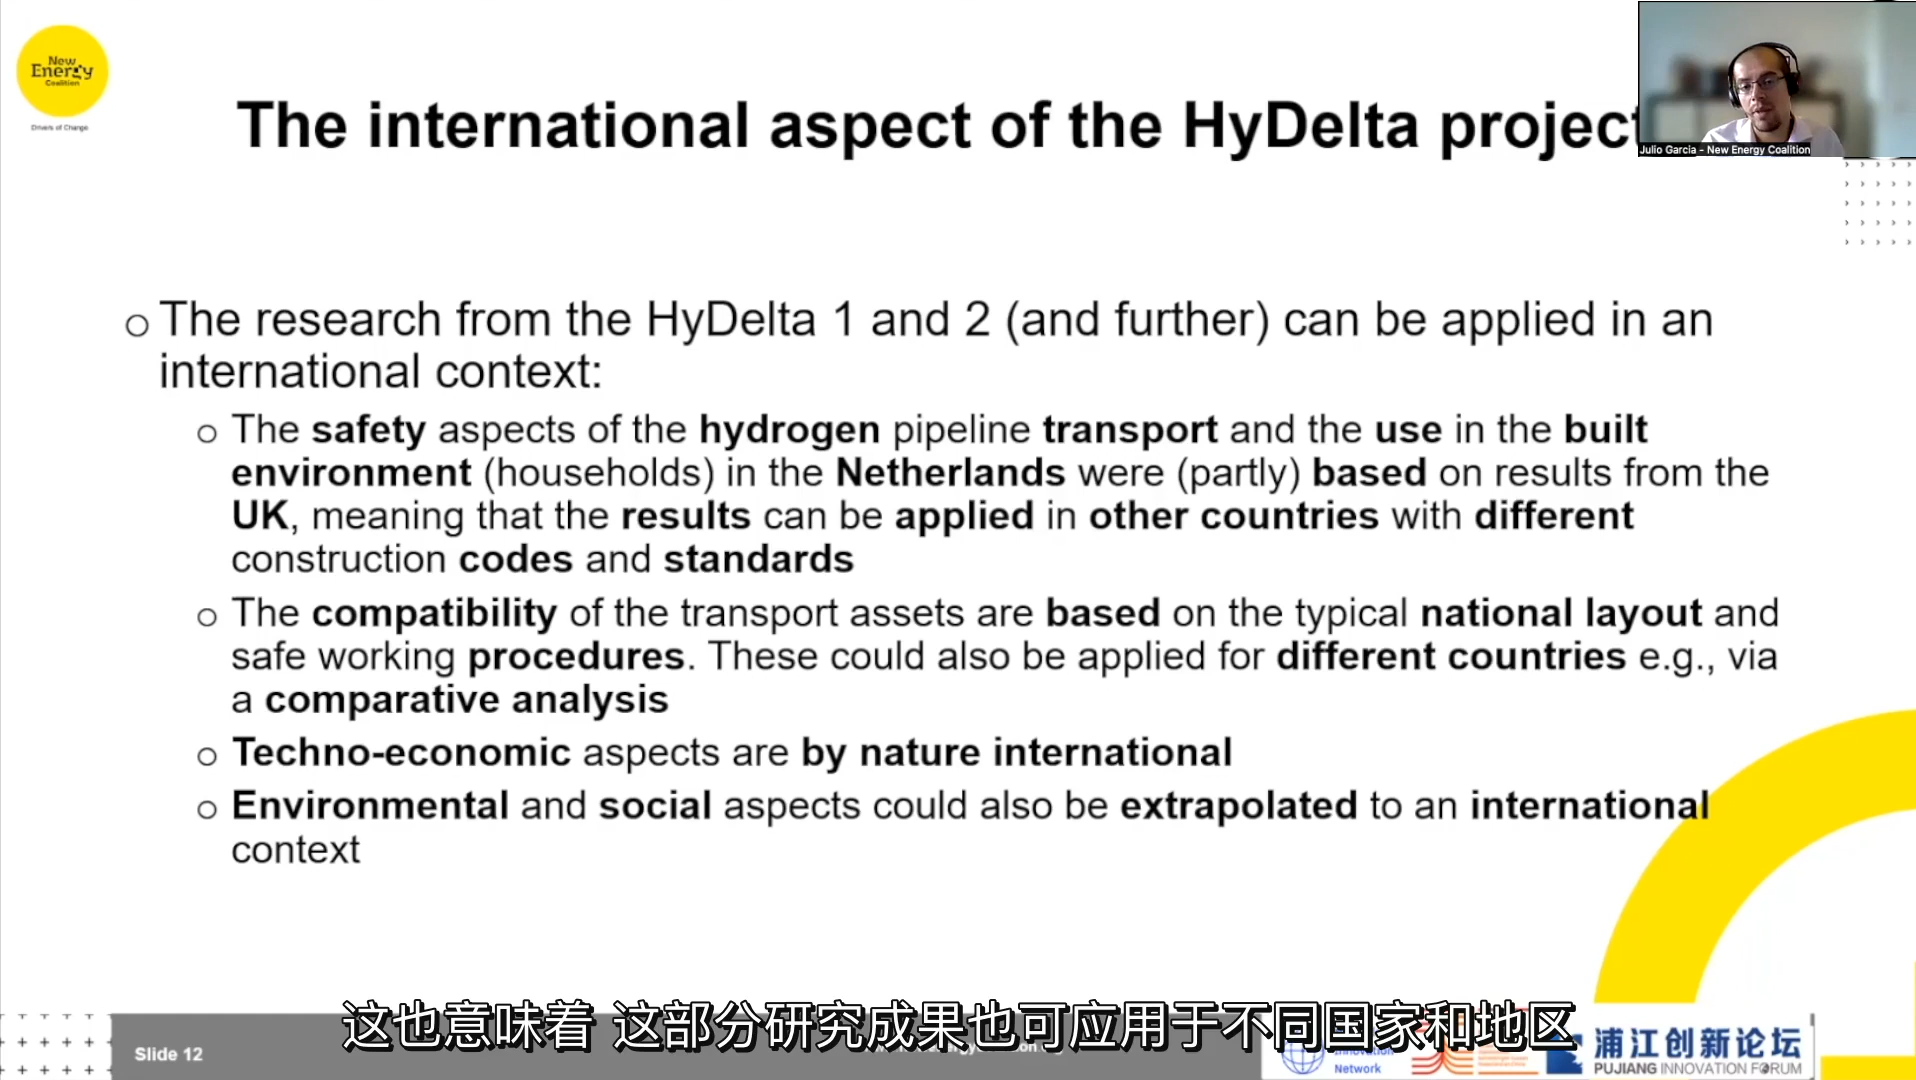 New
Energy
Coalition
Drivers of Change
The international aspect of the HyDelta project
Julio Garcia - New Energy Coalition
The research from the HyDelta 1 and 2 (and further) can be applied in an
international context:
The safety aspects of the hydrogen pipeline transport and the use in the built
environment (households) in the Netherlands were (partly) based on results from the
UK, meaning that the results can be applied in other countries with different
construction codes and standards
The compatibility of the transport assets are based on the typical national layout and
safe working procedures. These could also be applied for different countries e.g., via
a comparative analysis
Techno-economic aspects are by nature international
Environmental and social aspects could also be extrapolated to an international
context
这也意味着 这部分研究成果也可应用于不同国家和地区
Slide 12
Innovation
Network
浦江创新论坛
PUJIANG INNOVATION FORUM